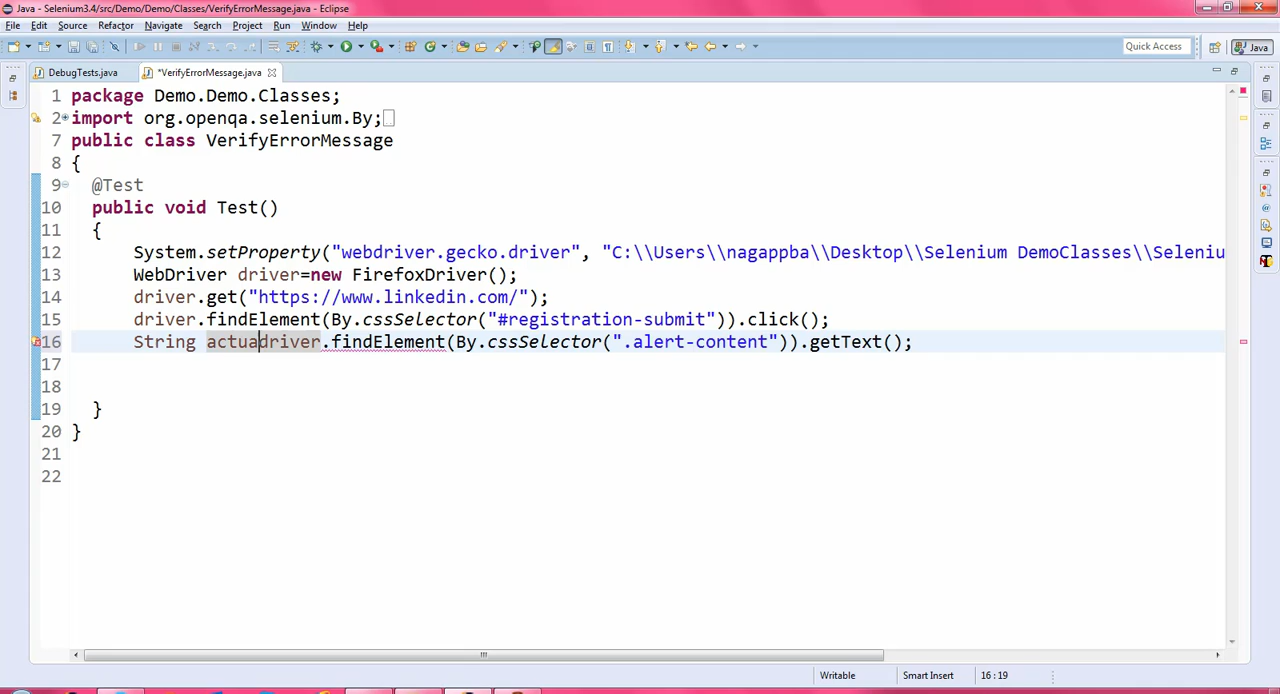 Java - Selenium3.4/src/Demo/Demo/Classes/VerifyErrorMessage.java - Eclipse
File Edit Source Refactor Navigate Search Project Run Window Help
Quick Access Java
DebugTests.java *VerifyErrorMessage.java
1 package Demo.Demo.Classes;
2 import org.openqa.selenium.By;
7 public class VerifyErrorMessage
8 {
9 @Test
10 public void Test()
11 {
12 System.setProperty("webdriver.gecko.driver", "C:\\Users\\nagappba\\Desktop\\Selenium DemoClasses\\Seleniu
13 WebDriver driver=new FirefoxDriver();
14 driver.get("https://www.linkedin.com/");
15 driver.findElement(By.cssSelector("#registration-submit")).click();
16 String actuadriver.findElement(By.cssSelector(".alert-content")).getText();
17
18
19 }
20 }
21
22
Writable Smart Insert 16 : 19